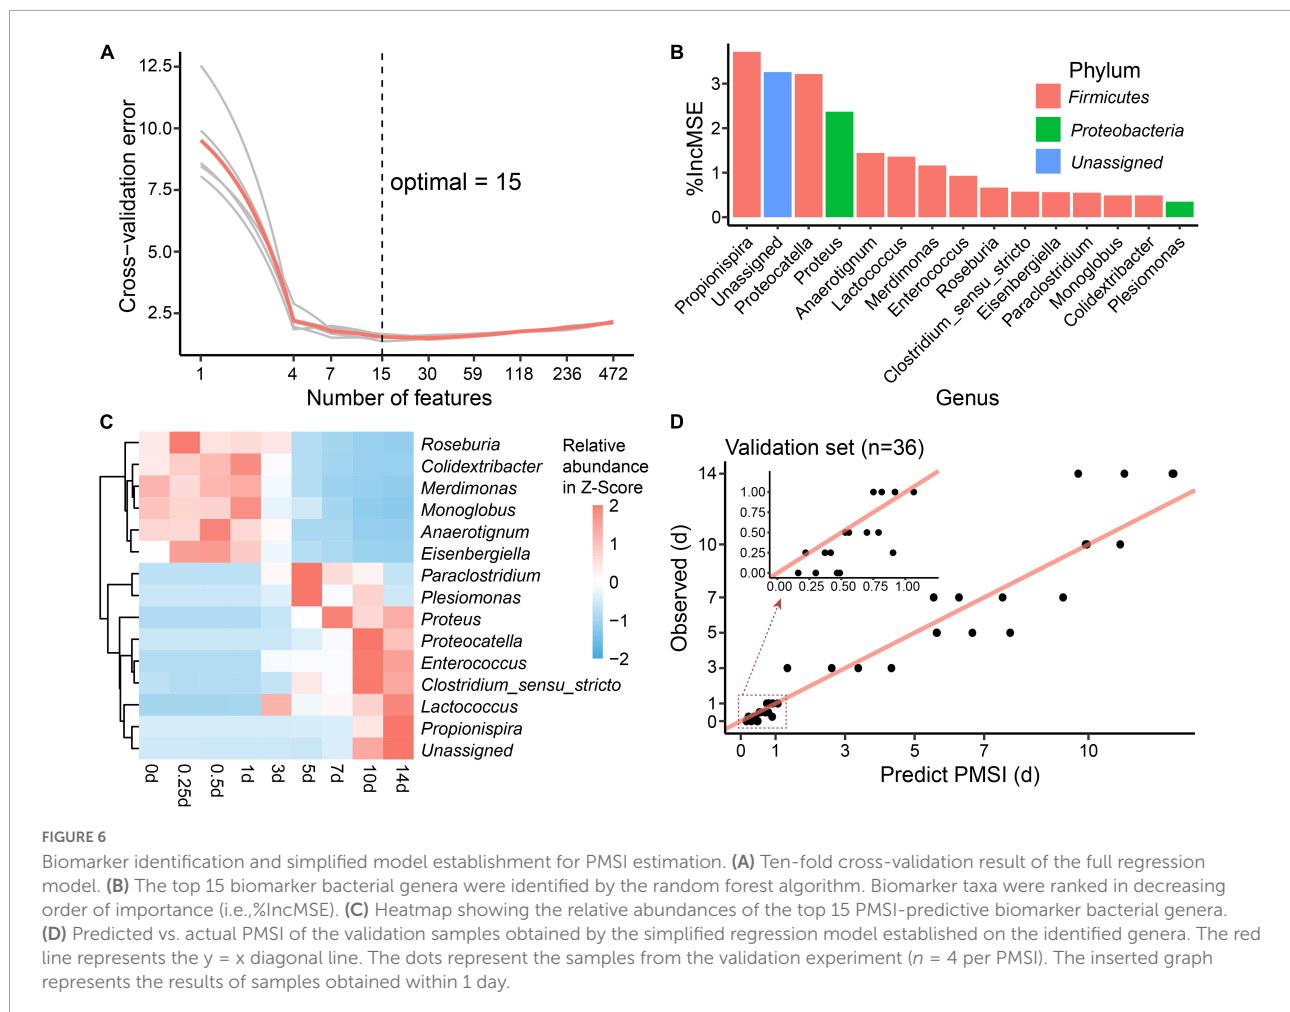 A
12.5
10.0
7.5
5.0
2.5
Cross−validation error
optimal = 15
1 4 7 15 30 59 118 236 472
Number of features
B
3
2
1
0
%IncMSE
Phylum
Firmicutes
Proteobacteria
Unassigned
Propionispira
Unassigned
Proteocatella
Proteus
Anaerotignum
Lactococcus
Merdimonas
Enterococcus
Roseburia
Clostridium_sensu_stricto
Eisenbergiella
Paraclostridium
Monoglobus
Colidextribacter
Plesiomonas
Genus
C
Roseburia
Colidextribacter
Merdimonas
Monoglobus
Anaerotignum
Eisenbergiella
Paraclostridium
Plesiomonas
Proteus
Proteocatella
Enterococcus
Clostridium_sensu_stricto
Lactococcus
Propionispira
Unassigned
0d 0.25d 0.5d 1d 3d 5d 7d 10d 14d
Relative
abundance
in Z-Score
2
1
0
−1
−2
D
Validation set (n=36)
14
10
7
5
3
1
0
Observed (d)
1.00
0.75
0.50
0.25
0.00
0.00 0.25 0.50 0.75 1.00
0 1 3 5 7 10
Predict PMSI (d)
FIGURE 6
Biomarker identification and simplified model establishment for PMSI estimation. (A) Ten-fold cross-validation result of the full regression
model. (B) The top 15 biomarker bacterial genera were identified by the random forest algorithm. Biomarker taxa were ranked in decreasing
order of importance (i.e.,%IncMSE). (C) Heatmap showing the relative abundances of the top 15 PMSI-predictive biomarker bacterial genera.
(D) Predicted vs. actual PMSI of the validation samples obtained by the simplified regression model established on the identified genera. The red
line represents the y = x diagonal line. The dots represent the samples from the validation experiment (n = 4 per PMSI). The inserted graph
represents the results of samples obtained within 1 day.